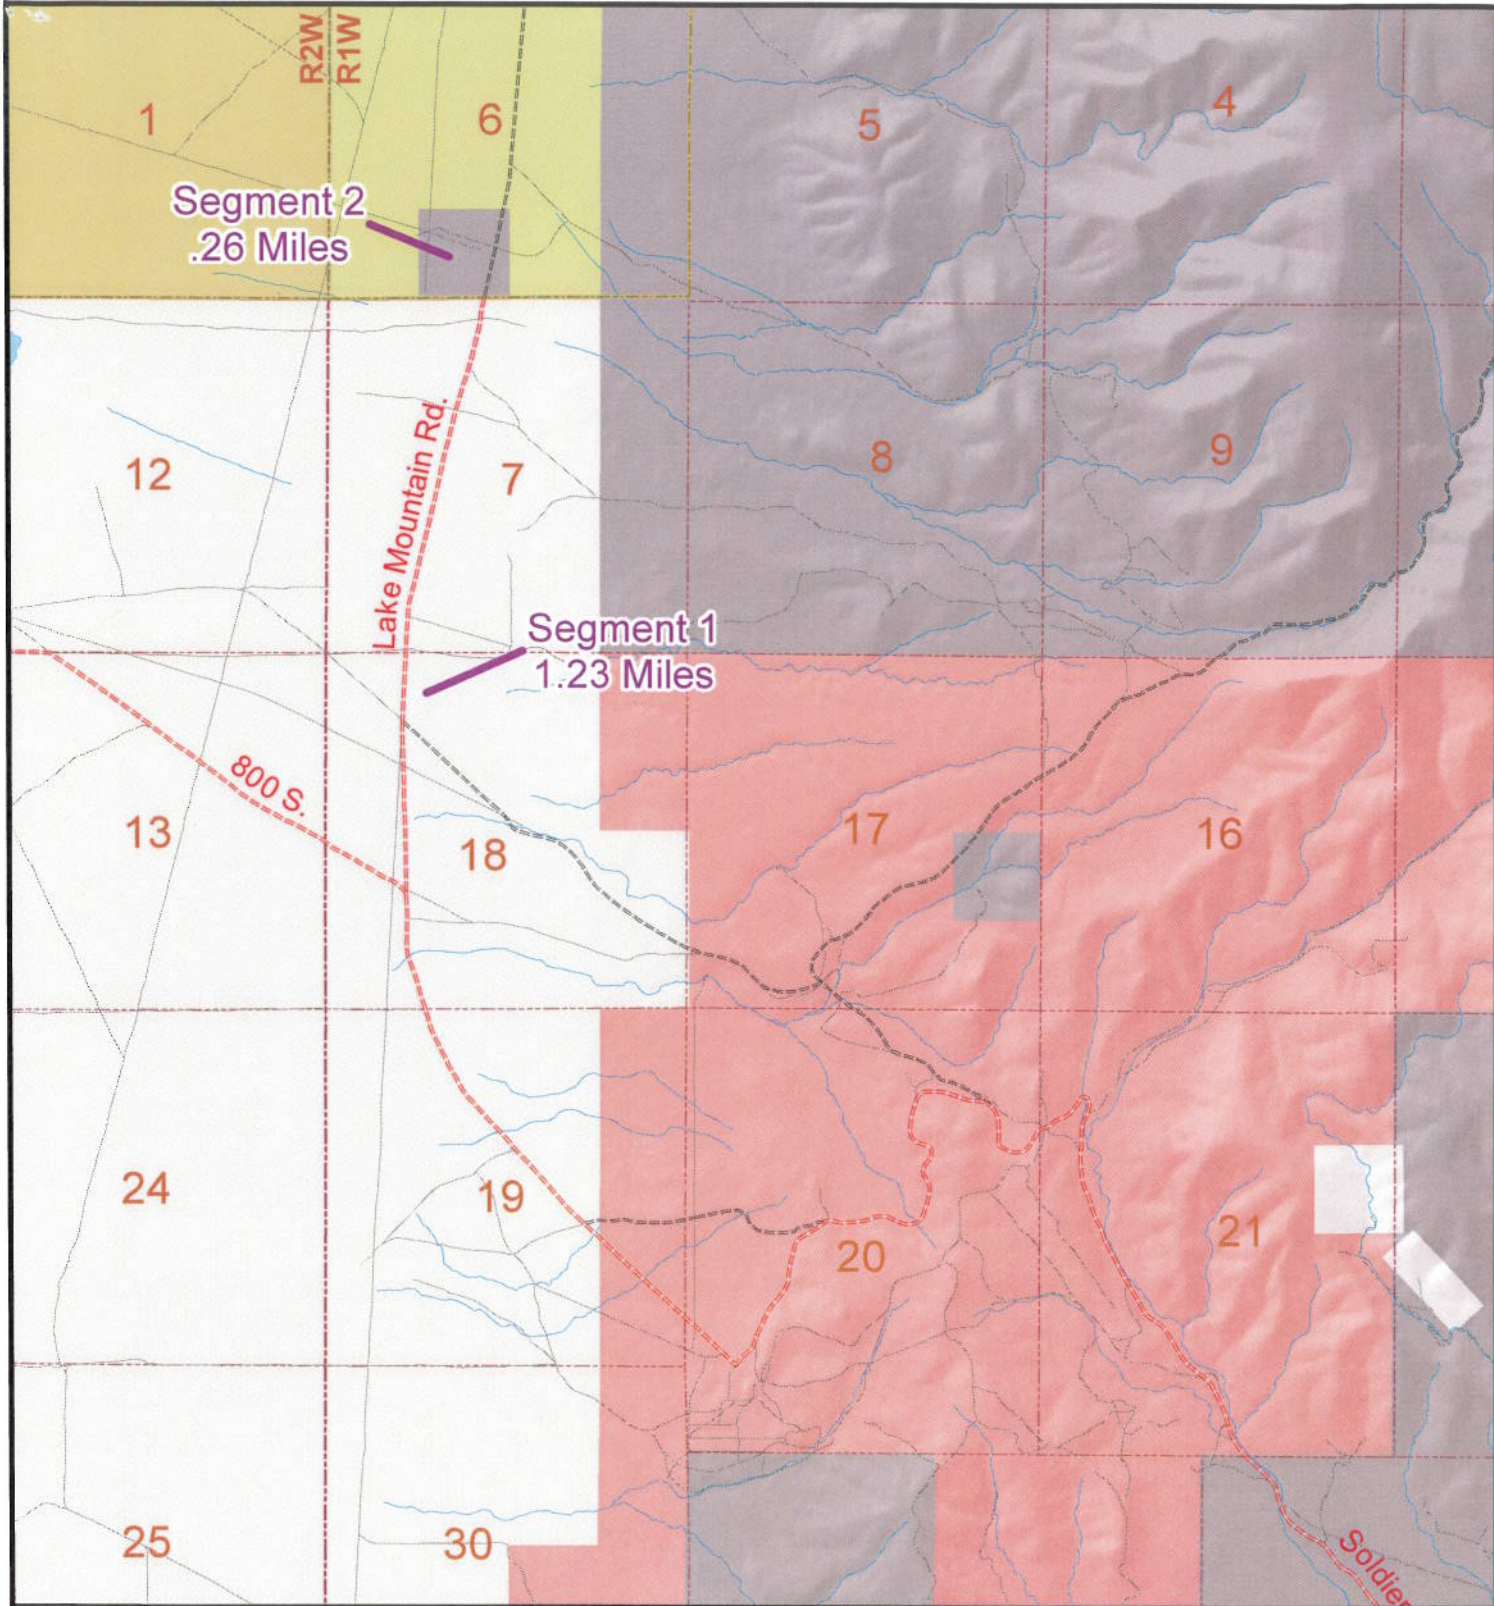 R2W
R1W
1
6
5
4
Segment 2
.26 Miles
Lake Mountain Rd.
12
7
8
9
Segment 1
1.23 Miles
800 S.
13
18
17
16
24
19
20
21
25
30
Soldier